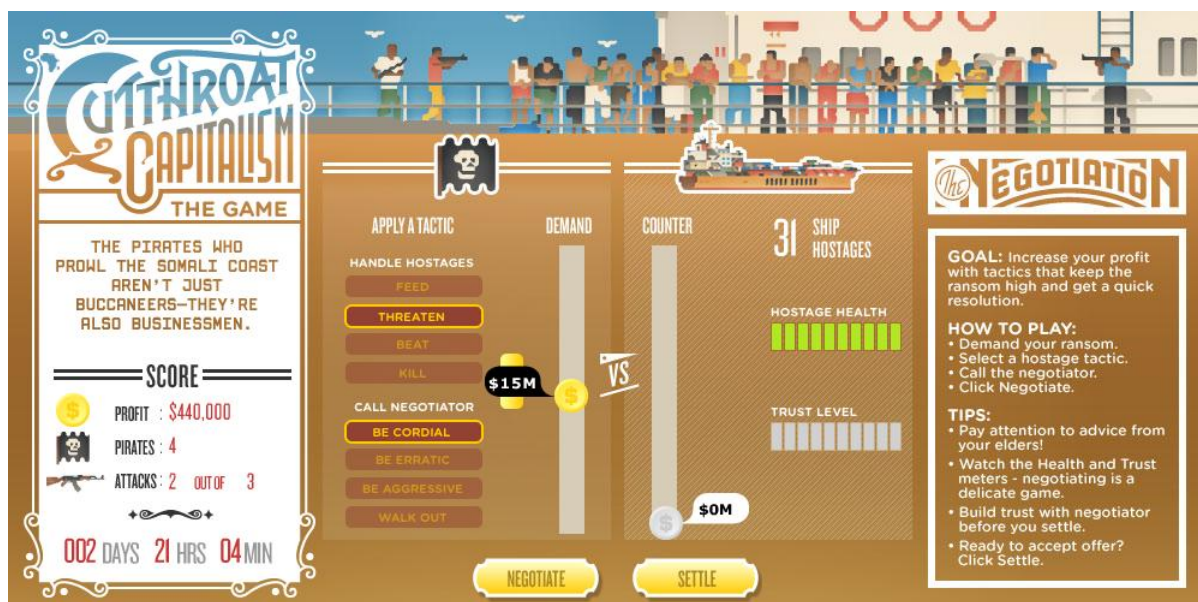 CUTTHROAT
CAPITALISM
THE GAME
THE PIRATES WHO
PROWL THE SOMALI COAST
AREN'T JUST
BUCCANEERS—THEY'RE
ALSO BUSINESSMEN.
SCORE
PROFIT : $440,000
PIRATES : 4
ATTACKS : 2 OUT OF 3
002 DAYS 21 HRS 04 MIN
APPLY A TACTIC
HANDLE HOSTAGES
FEED
THREATEN
BEAT
KILL
CALL NEGOTIATOR
BE CORDIAL
BE ERRATIC
BE AGGRESSIVE
WALK OUT
DEMAND
$15M
$
VS
COUNTER
$
$0M
31 SHIP
HOSTAGES
HOSTAGE HEALTH
TRUST LEVEL
NEGOTIATE
SETTLE
The NEGOTIATION
GOAL: Increase your profit
with tactics that keep the
ransom high and get a quick
resolution.
HOW TO PLAY:
• Demand your ransom.
• Select a hostage tactic.
• Call the negotiator.
• Click Negotiate.
TIPS:
• Pay attention to advice from
your elders!
• Watch the Health and Trust
meters - negotiating is a
delicate game.
• Build trust with negotiator
before you settle.
• Ready to accept offer?
Click Settle.